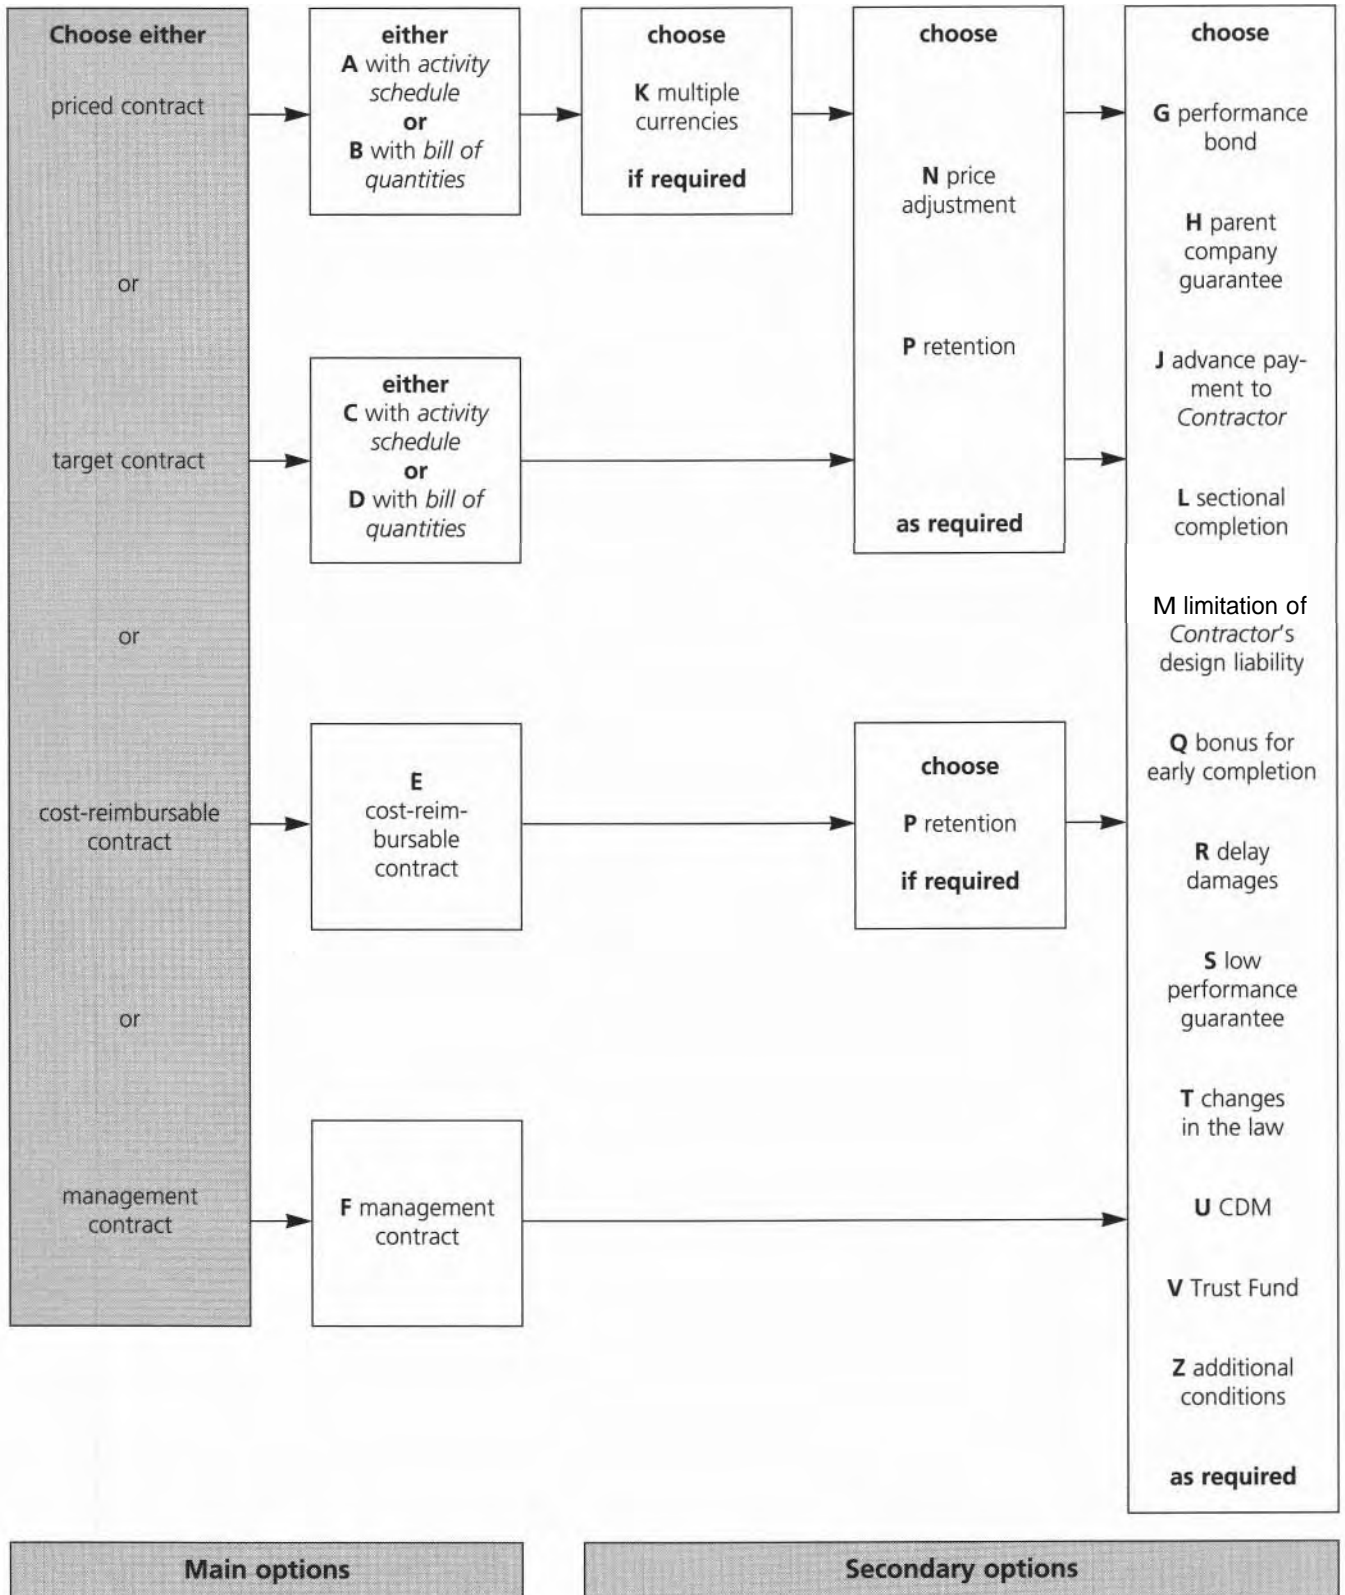 Choose either
priced contract
or
target contract
or
cost-reimbursable
contract
or
management
contract
either
A with activity
schedule
or
B with bill of
quantities
either
C with activity
schedule
or
D with bill of
quantities
E
cost-reim-
bursable
contract
F management
contract
choose
K multiple
currencies
if required
choose
N price
adjustment
P retention
as required
choose
P retention
if required
choose
G performance
bond
H parent
company
guarantee
J advance pay-
ment to
Contractor
L sectional
completion
M limitation of
Contractor's
design liability
Q bonus for
early completion
R delay
damages
S low
performance
guarantee
T changes
in the law
U CDM
V Trust Fund
Z additional
conditions
as required
Main options
Secondary options